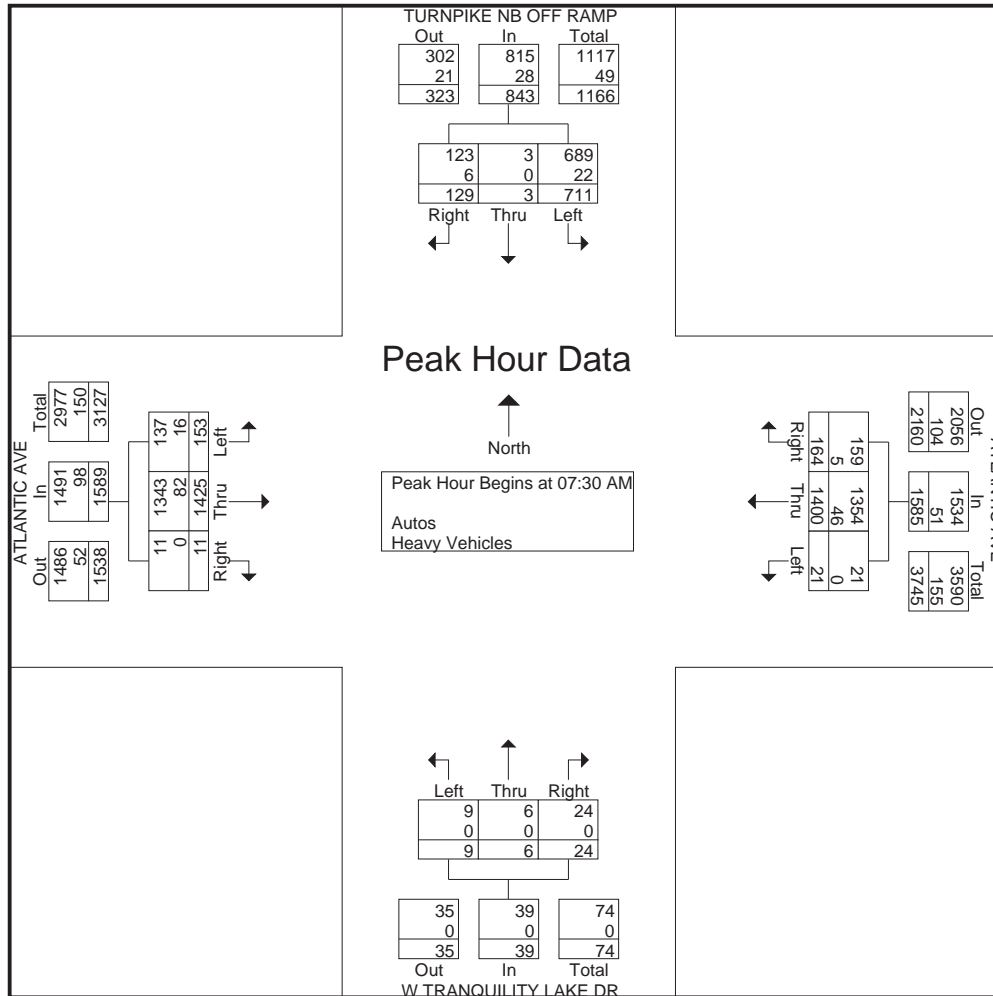 TURNPIKE NB OFF RAMP
Out In Total
302 815 1117
21 28 49
323 843 1166
123 3 689
6 0 22
129 3 711
Right Thru Left
Peak Hour Data
North
Peak Hour Begins at 07:30 AM
Autos
Heavy Vehicles
ATLANTIC AVE
Out In Total
1486 1491 2977
52 98 150
1538 1589 3127
Right Thru Left
11 1343 137
0 82 16
11 1425 153
Out In Total
2056 1534 3590
104 51 155
2160 1585 3745
Right Thru Left
159 1354 21
5 46 0
164 1400 21
Left Thru Right
9 6 24
0 0 0
9 6 24
35 39 74
0 0 0
35 39 74
Out In Total
W TRANQUILITY LAKE DR